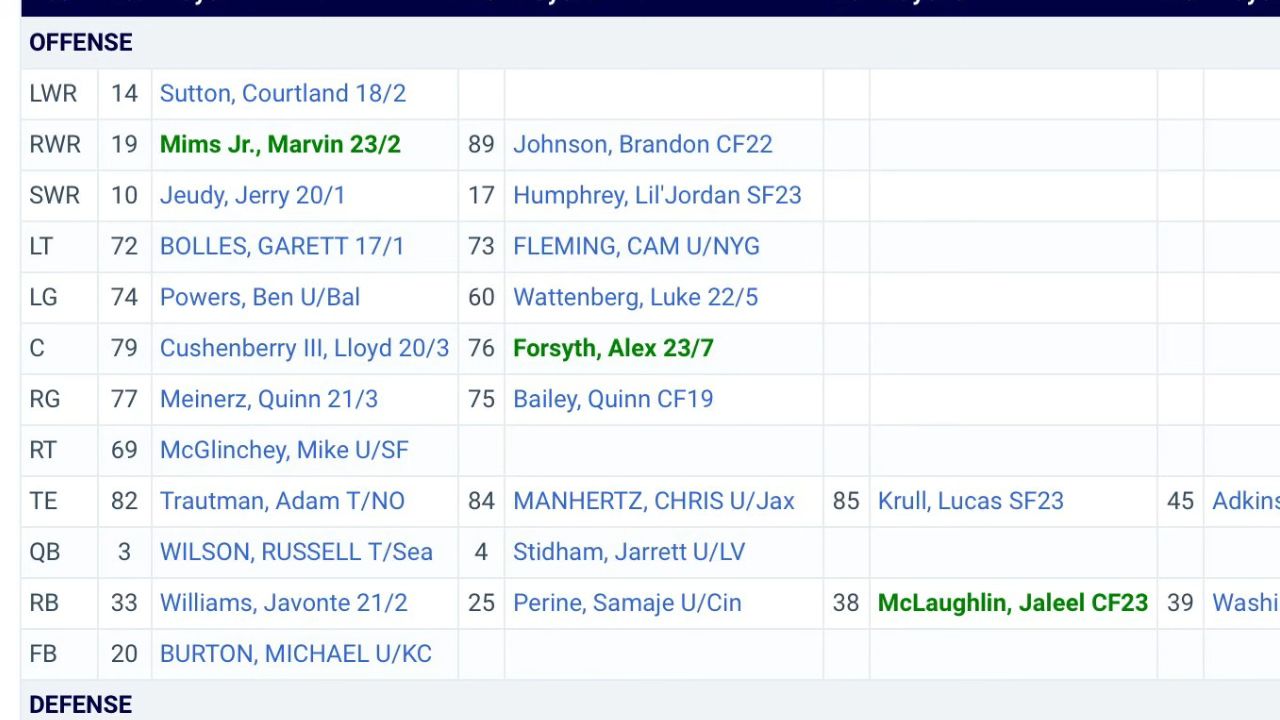 OFFENSE
LWR 14 Sutton, Courtland 18/2
RWR 19 Mims Jr., Marvin 23/2 89 Johnson, Brandon CF22
SWR 10 Jeudy, Jerry 20/1 17 Humphrey, Lil'Jordan SF23
LT 72 BOLLES, GARETT 17/1 73 FLEMING, CAM U/NYG
LG 74 Powers, Ben U/Bal 60 Wattenberg, Luke 22/5
C 79 Cushenberry III, Lloyd 20/3 76 Forsyth, Alex 23/7
RG 77 Meinerz, Quinn 21/3 75 Bailey, Quinn CF19
RT 69 McGlinchey, Mike U/SF
TE 82 Trautman, Adam T/NO 84 MANHERTZ, CHRIS U/Jax 85 Krull, Lucas SF23 45 Adkins
QB 3 WILSON, RUSSELL T/Sea 4 Stidham, Jarrett U/LV
RB 33 Williams, Javonte 21/2 25 Perine, Samaje U/Cin 38 McLaughlin, Jaleel CF23 39 Washi
FB 20 BURTON, MICHAEL U/KC
DEFENSE